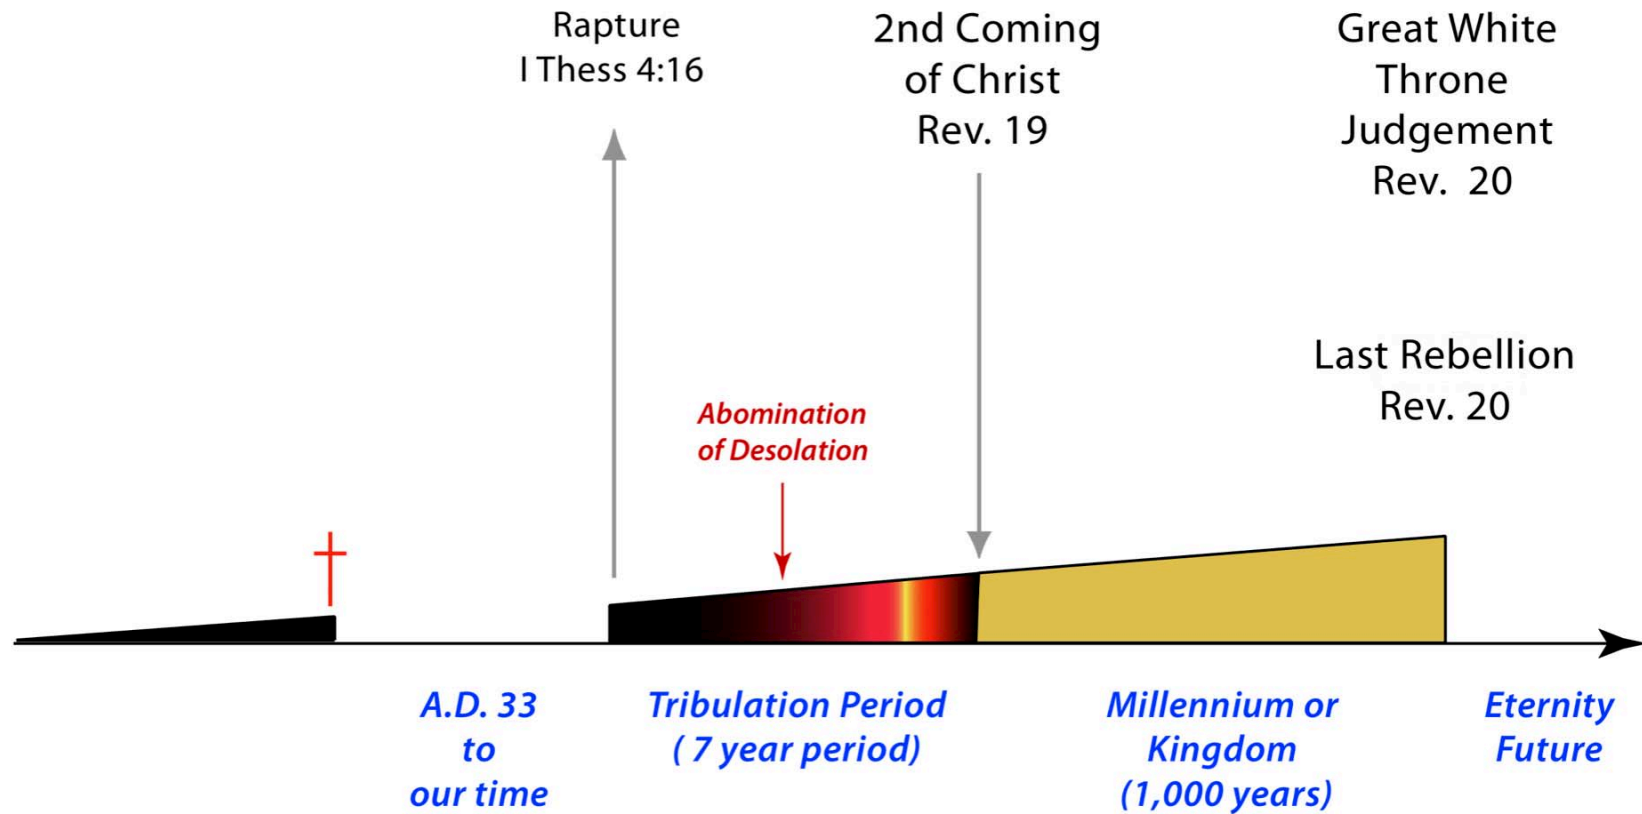 Rapture
I Thess 4:16
2nd Coming
of Christ
Rev. 19
Great White
Throne
Judgement
Rev. 20
Last Rebellion
Rev. 20
Abomination
of Desolation
A.D. 33
to
our time
Tribulation Period
( 7 year period)
Millennium or
Kingdom
(1,000 years)
Eternity
Future